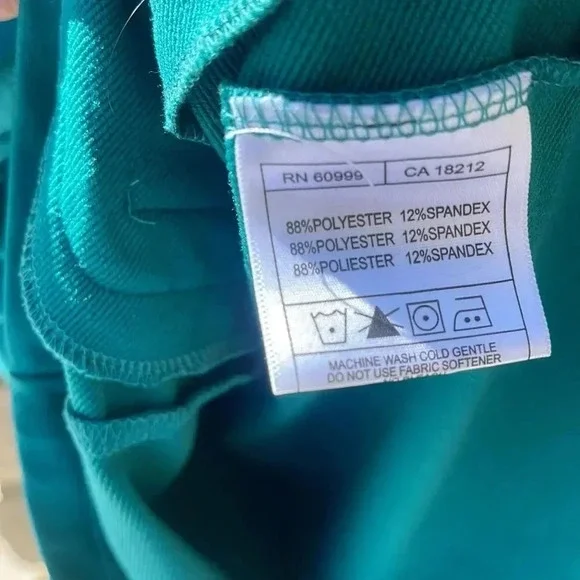 RN 60999 CA 18212
88%POLYESTER 12%SPANDEX
88%POLYESTER 12%SPANDEX
88%POLIESTER 12%SPANDEX
MACHINE WASH COLD GENTLE
DO NOT USE FABRIC SOFTENER